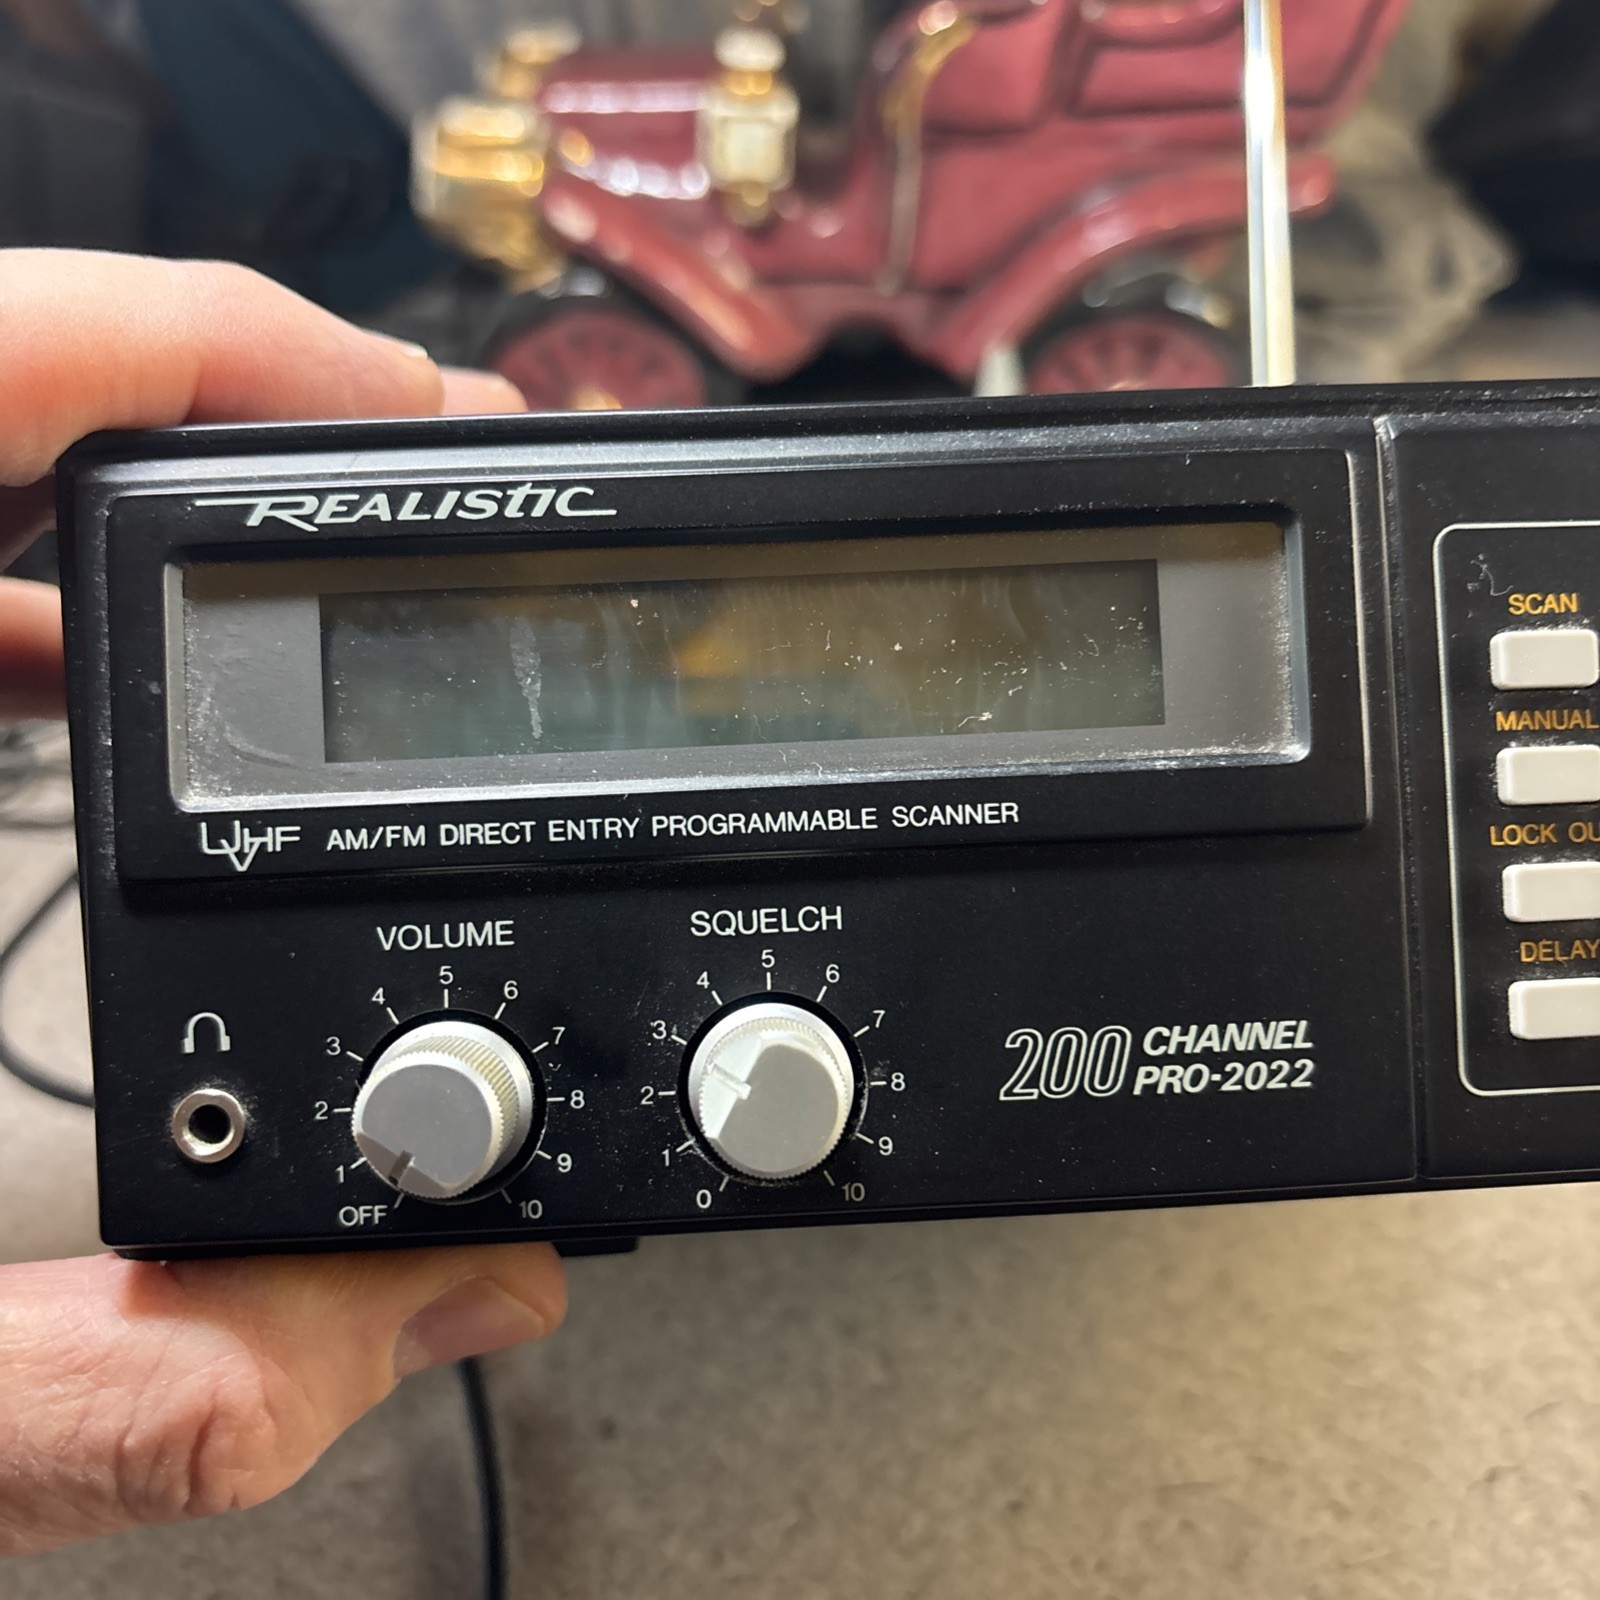 REALISTIC
SCAN
MANUAL
LOCK OU
DELAY
UVHF AM/FM DIRECT ENTRY PROGRAMMABLE SCANNER
VOLUME
OFF 1 2 3 4 5 6 7 8 9 10
SQUELCH
0 1 2 3 4 5 6 7 8 9 10
200 CHANNEL
PRO-2022